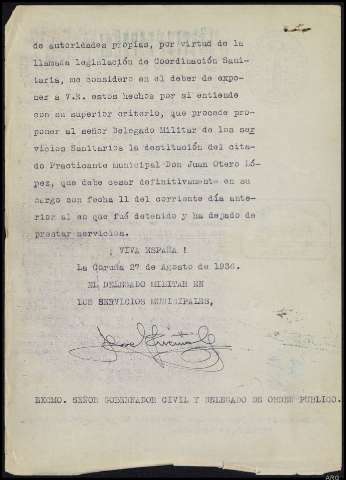 de autoridades propias, por virtud de la
llamada legislación de Coordinación Sani-
taria, me considero en el deber de expo-
ner a V.E. estos hechos por si entiende
con su superior criterio, que procede pro-
poner al señor Delegado Militar de los ser
vicios Sanitarios la destitución del cita-
do Practicante Municipal Don Juan Otero Ló-
pez, que debe cesar definitivamente en su
cargo con fecha 11 del corriente día ante-
rior al en que fué detenido y ha dejado de
prestar servicios.
¡ VIVA ESPAÑA !
La Coruña 27 de Agosto de 1936.
EL DELEGADO MILITAR EN
LOS SERVICIOS MUNICIPALES,
EXCMO. SEÑOR GOBERNADOR CIVIL Y DELEGADO DE ORDEN PUBLICO.